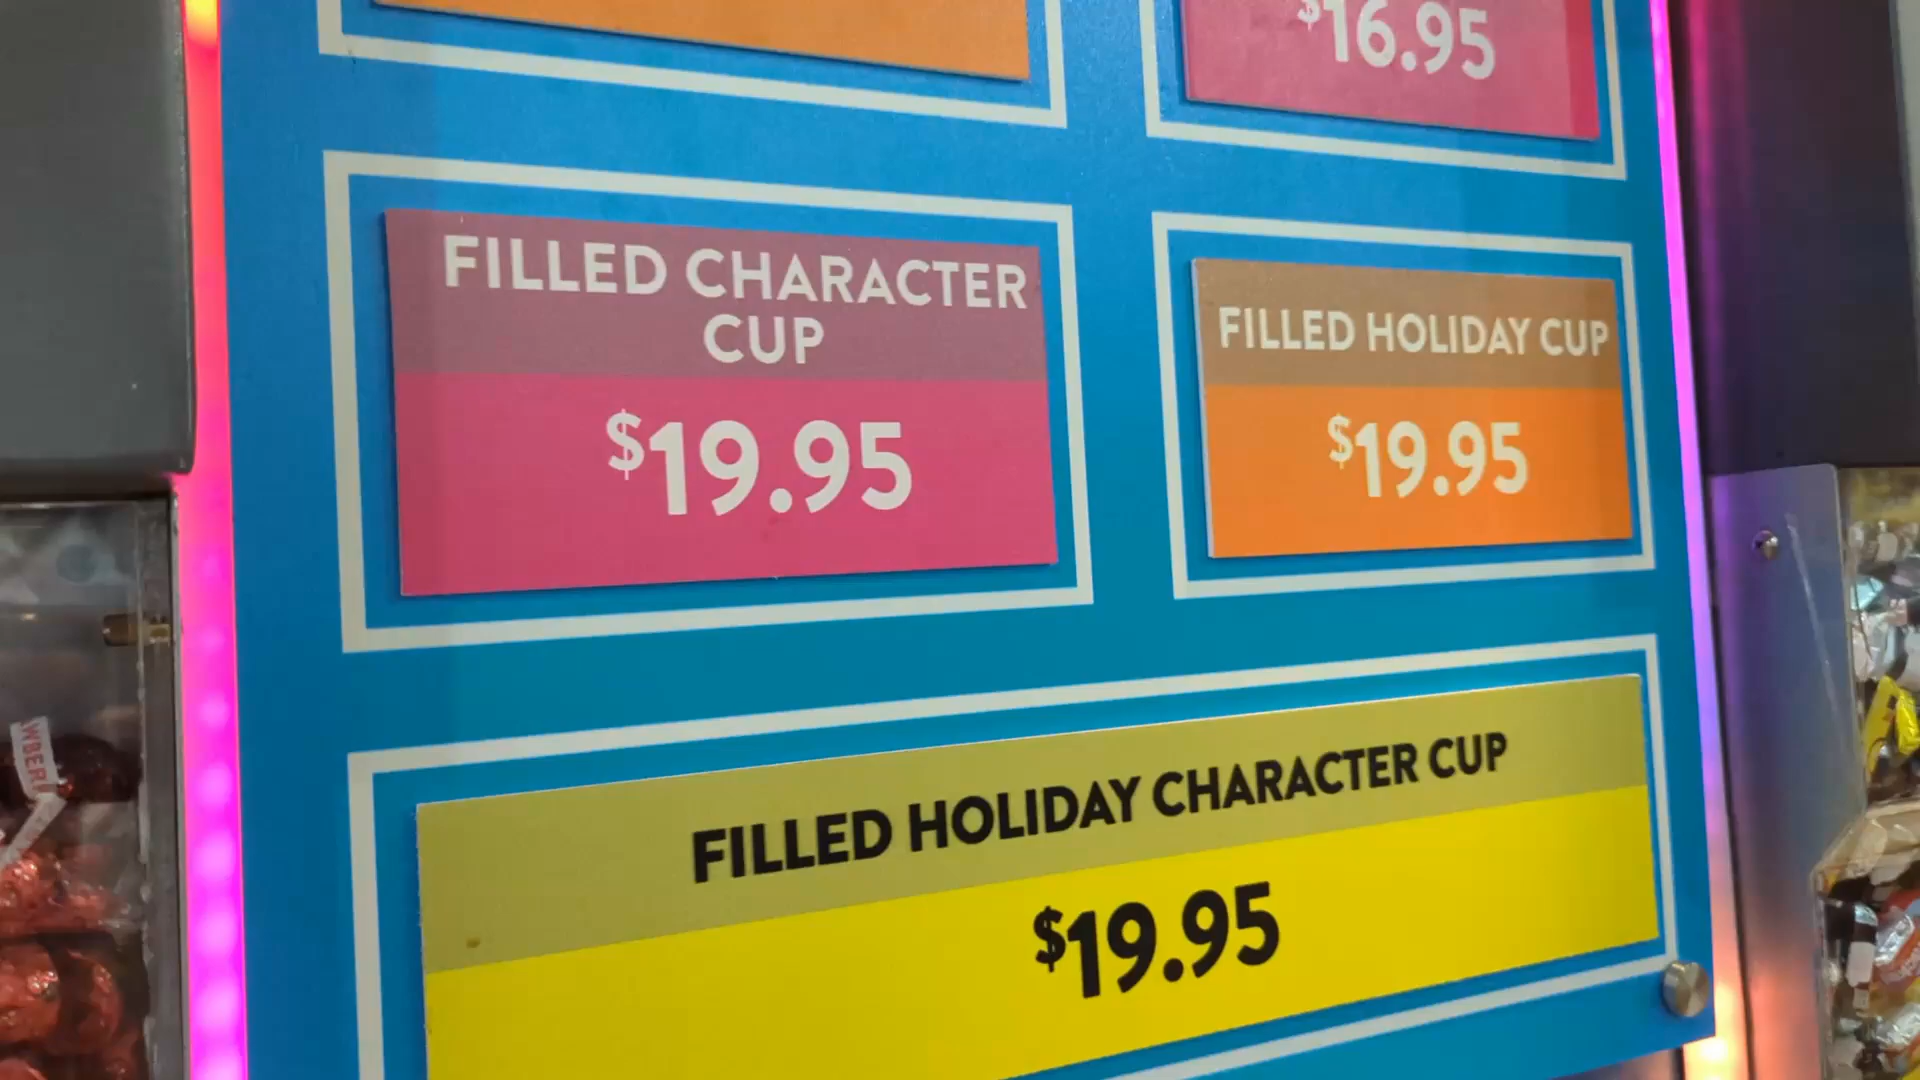 $16.95
FILLED CHARACTER
CUP
$19.95
FILLED HOLIDAY CUP
$19.95
FILLED HOLIDAY CHARACTER CUP
$19.95